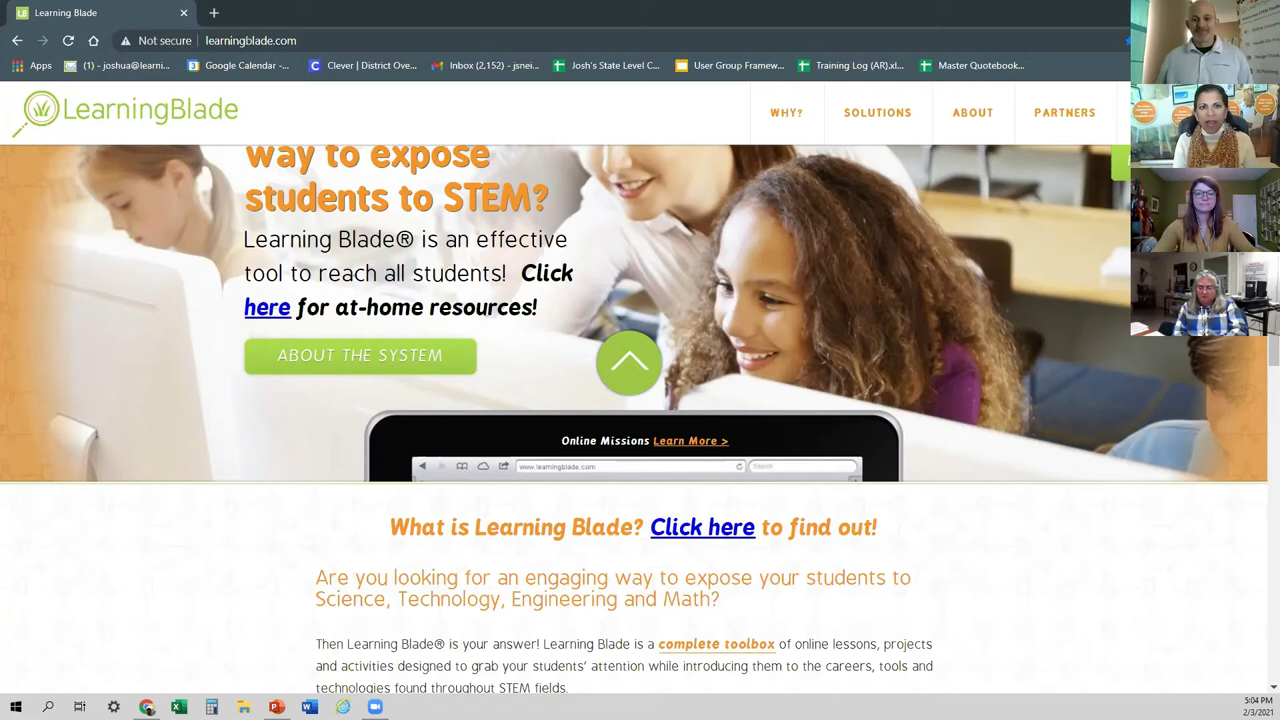 Learning Blade
Not secure
learningblade.com
Apps
(1) - joshua@learni...
Google Calendar -...
Clever | District Ove...
Inbox (2,152) - jsnei...
Josh's State Level C...
User Group Framew...
Training Log (AR).xl...
Master Quotebook...
LearningBlade
WHY?
SOLUTIONS
ABOUT
PARTNERS
way to expose
students to STEM?
Learning Blade® is an effective
tool to reach all students! Click
here for at-home resources!
ABOUT THE SYSTEM
Online Missions Learn More >
www.learningblade.com
Search
What is Learning Blade? Click here to find out!
Are you looking for an engaging way to expose your students to
Science, Technology, Engineering and Math?
Then Learning Blade® is your answer! Learning Blade is a complete toolbox of online lessons, projects
and activities designed to grab your students' attention while introducing them to the careers, tools and
technologies found throughout STEM fields.
5:04 PM
2/3/2021